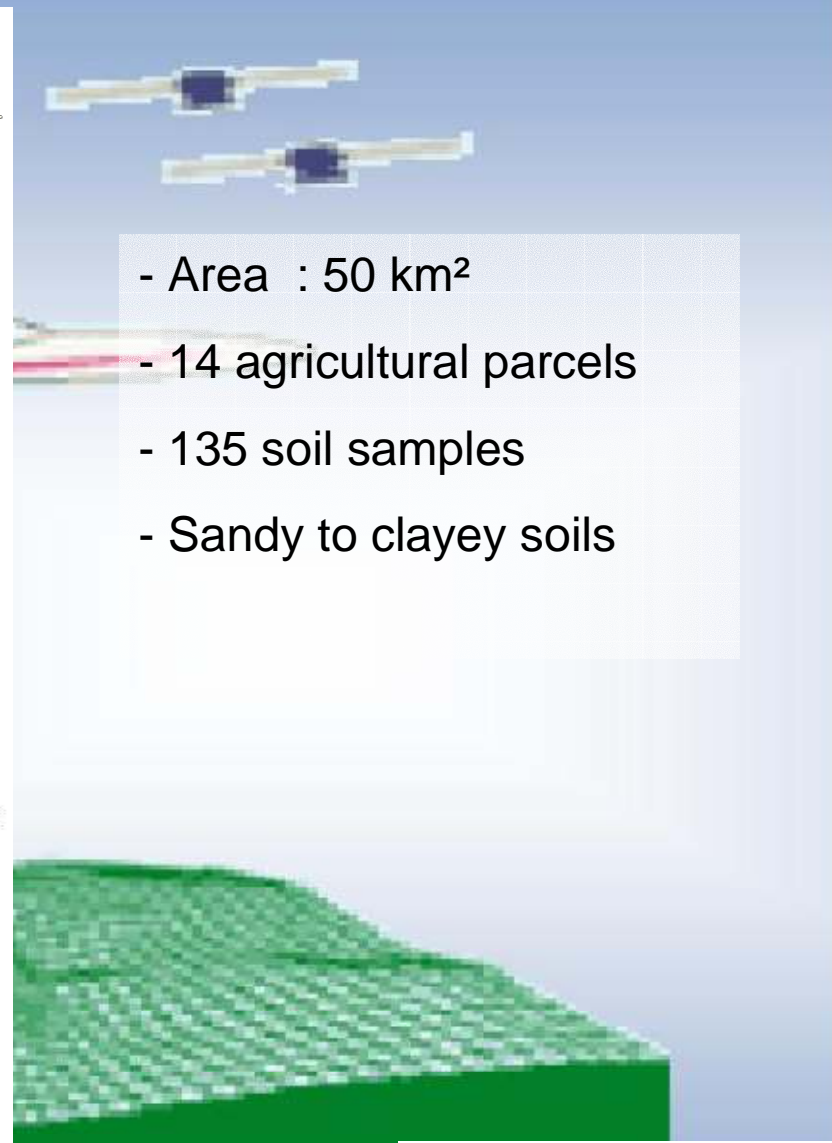 - Area  : 50 km²
- 14 agricultural parcels
- 135 soil samples
- Sandy to clayey soils